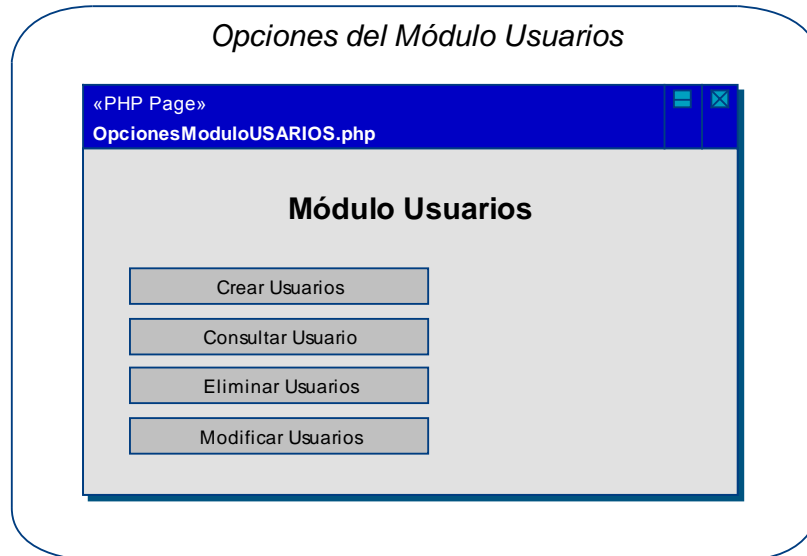 Opciones del Módulo Usuarios
«PHP Page»
OpcionesModuloUSARIOS.php
Módulo Usuarios
Crear Usuarios
Consultar Usuario
Eliminar Usuarios
Modificar Usuarios